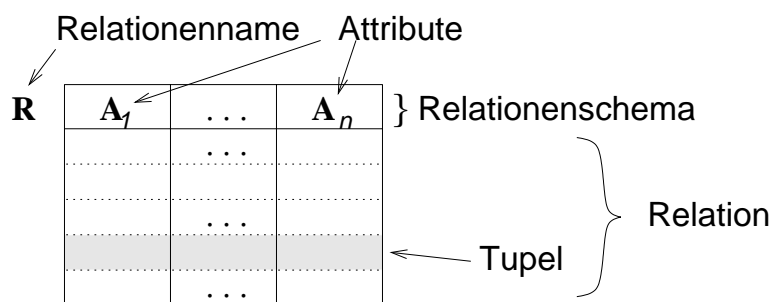 Relationenname Attribute
R A1 ... An } Relationenschema
...
...
Relation
Tupel
...